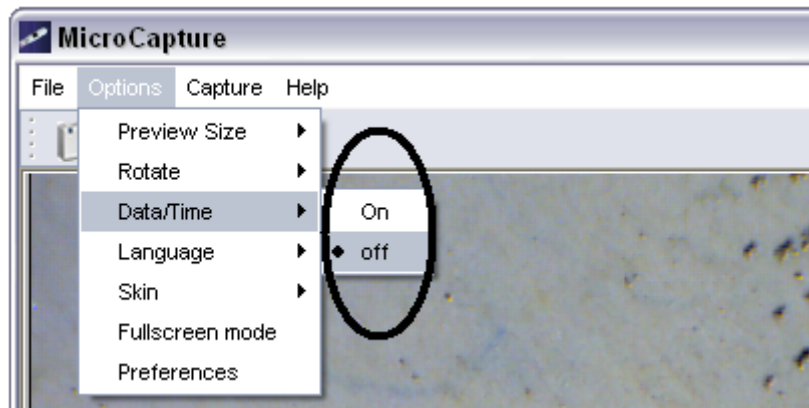 MicroCapture
File Options Capture Help
Preview Size
Rotate
Data/Time On
Language off
Skin
Fullscreen mode
Preferences